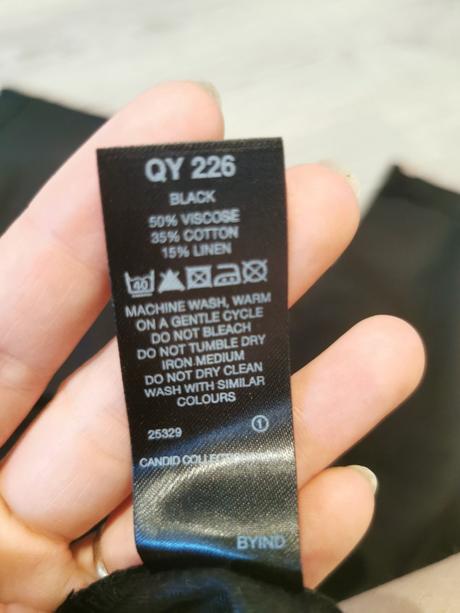 QY 226
BLACK
50% VISCOSE
35% COTTON
15% LINEN
40
MACHINE WASH, WARM
ON A GENTLE CYCLE
DO NOT BLEACH
DO NOT TUMBLE DRY
IRON MEDIUM
DO NOT DRY CLEAN
WASH WITH SIMILAR
COLOURS
25329 1
CANDID
BYIND